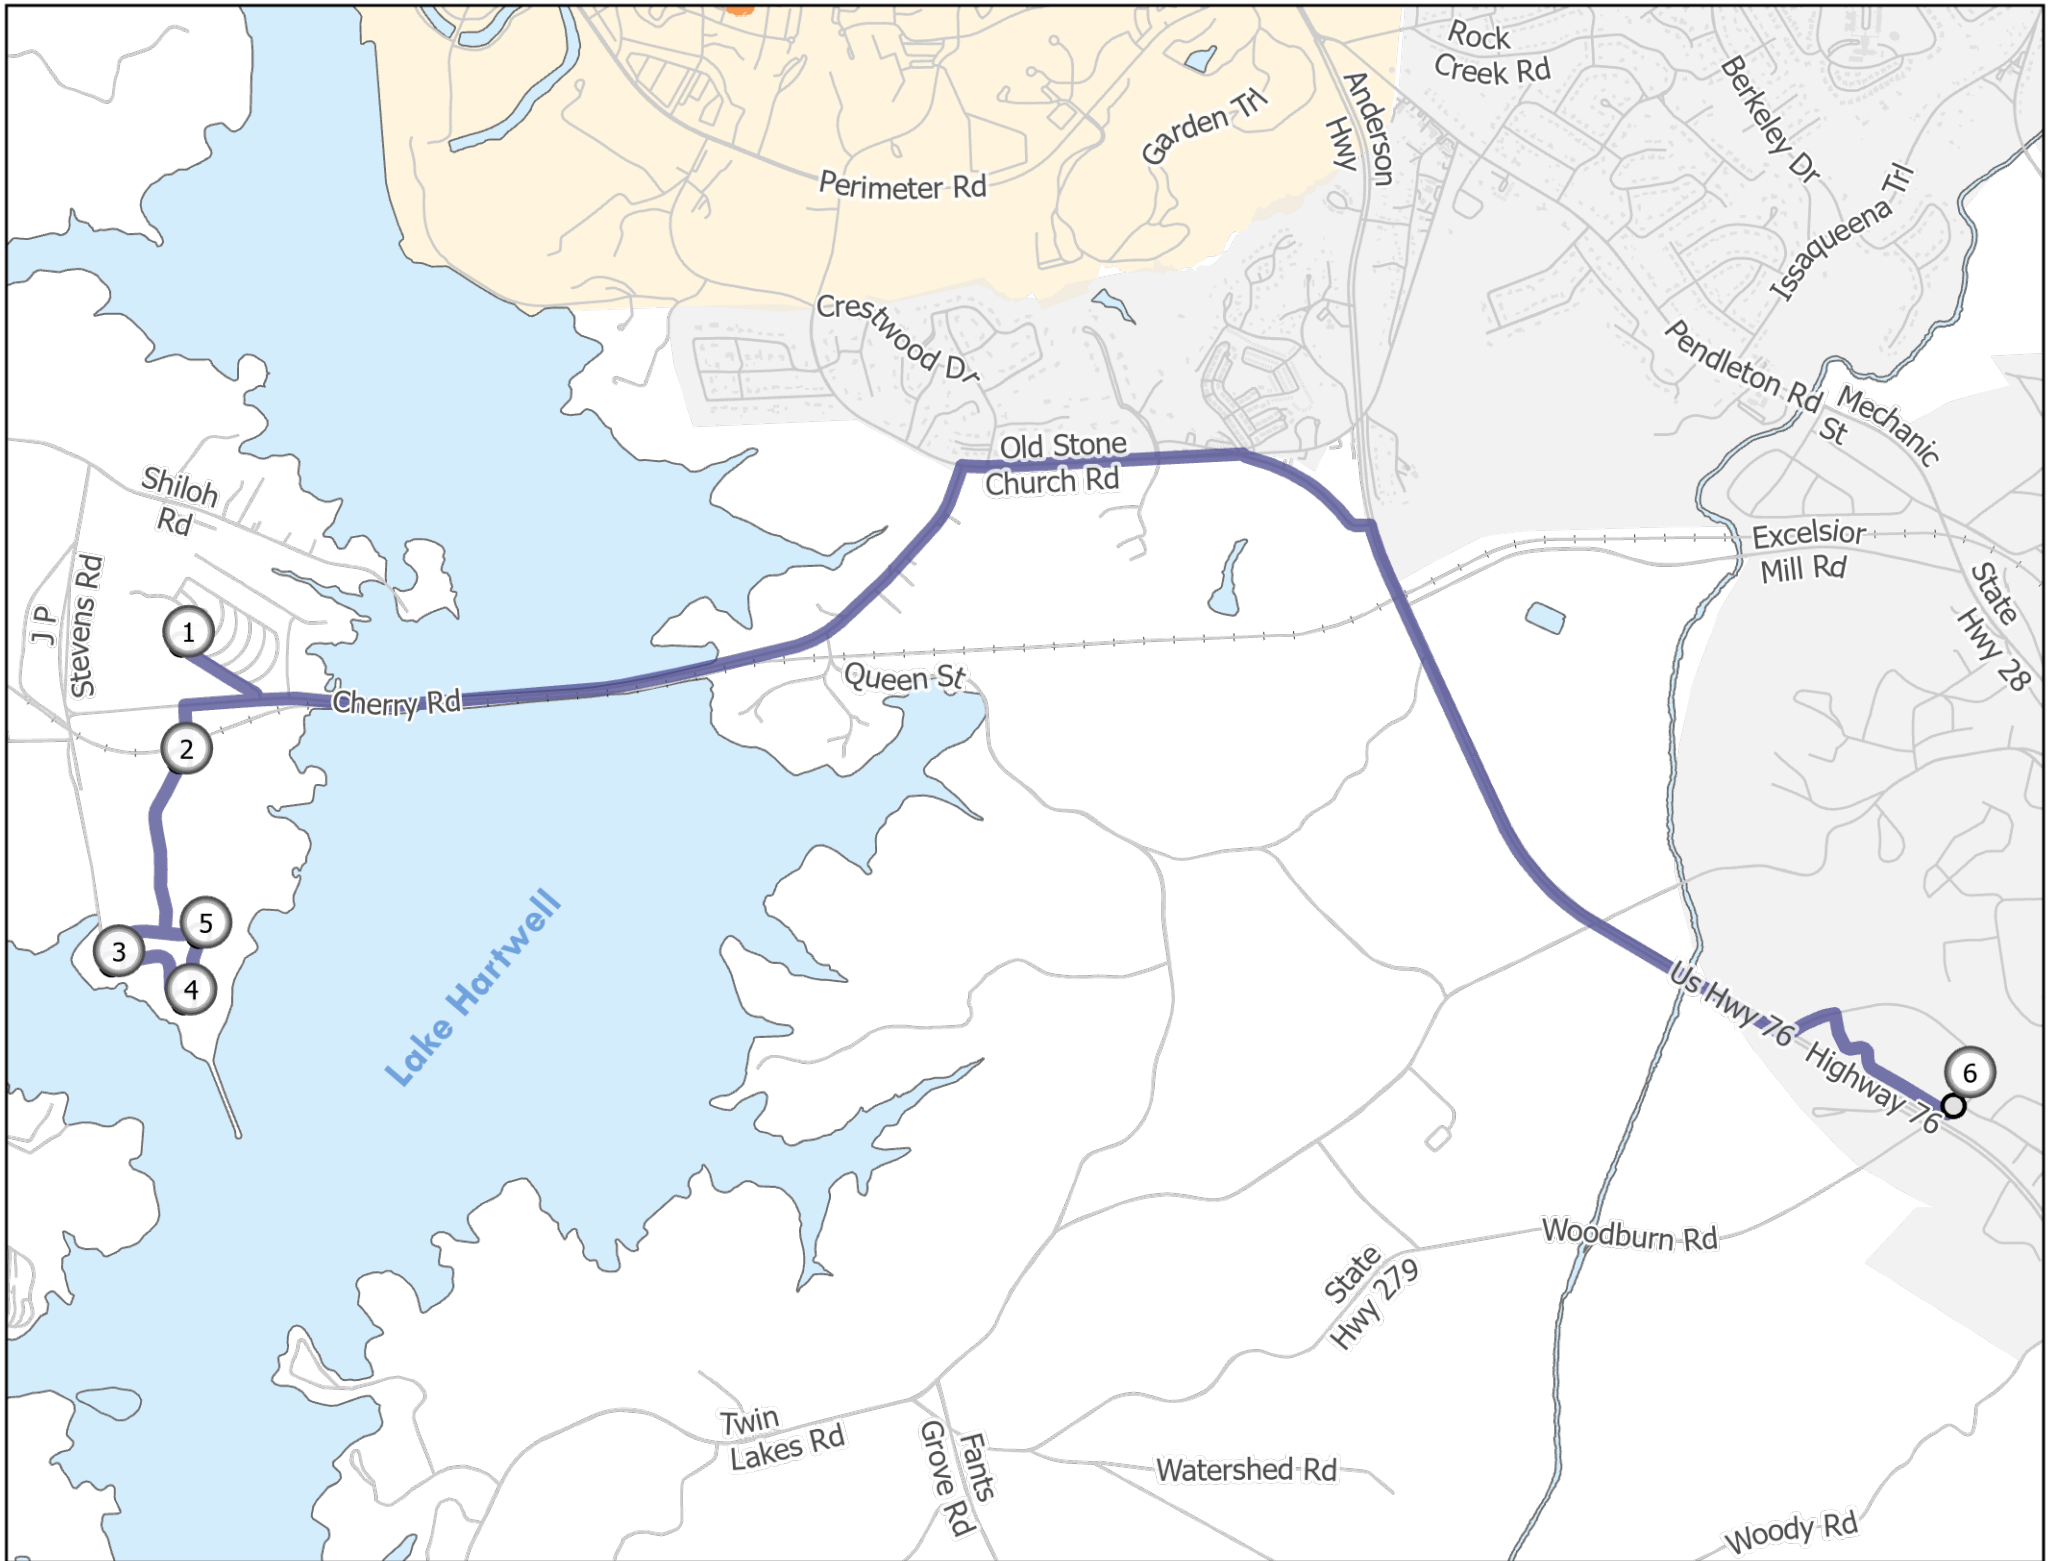 Rock
Creek Rd
Berkeley Dr
Anderson
Hwy
Garden Trl
Perimeter Rd
Issaqueena Trl
Crestwood Dr
Pendleton Rd
Mechanic
St
Old Stone
Church Rd
Shiloh
Rd
Excelsior
Mill Rd
J P
Stevens Rd
State
Hwy 28
1
Cherry Rd
Queen St
2
5
3
4
Lake Hartwell
Us Hwy 76
Highway 76
6
Woodburn Rd
State
Hwy 279
Twin
Lakes Rd
Fants
Grove Rd
Watershed Rd
Woody Rd